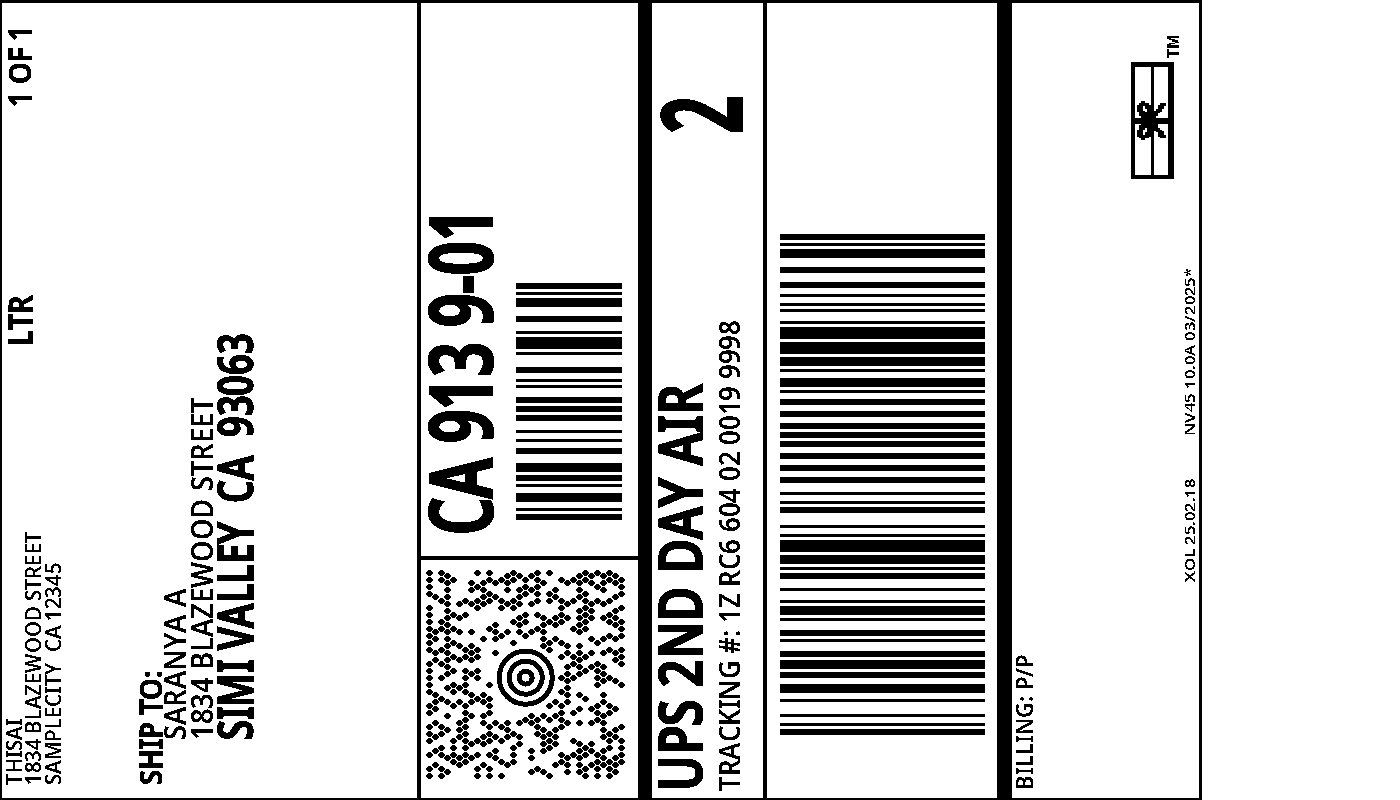 THISAI
1834 BLAZEWOOD STREET
SAMPLECITY CA 12345
LTR
1 OF 1
SHIP TO:
SARANYA A
1834 BLAZEWOOD STREET
SIMI VALLEY CA 93063
CA 913 9-01
UPS 2ND DAY AIR
2
TRACKING #: 1Z RC6 604 02 0019 9998
BILLING: P/P
XOL 25.02.18 NV45 10.0A 03/2025*
TM